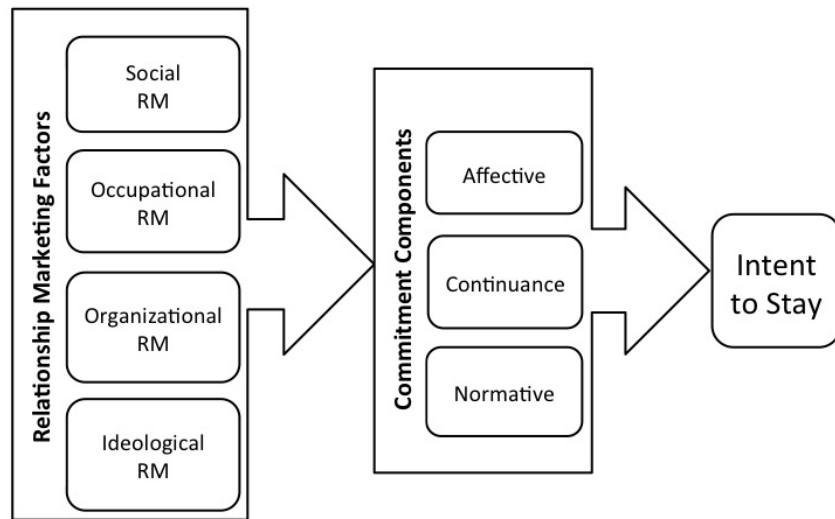 Relationship Marketing Factors
Social
RM
Occupational
RM
Organizational
RM
Ideological
RM
Commitment Components
Affective
Continuance
Normative
Intent
to Stay